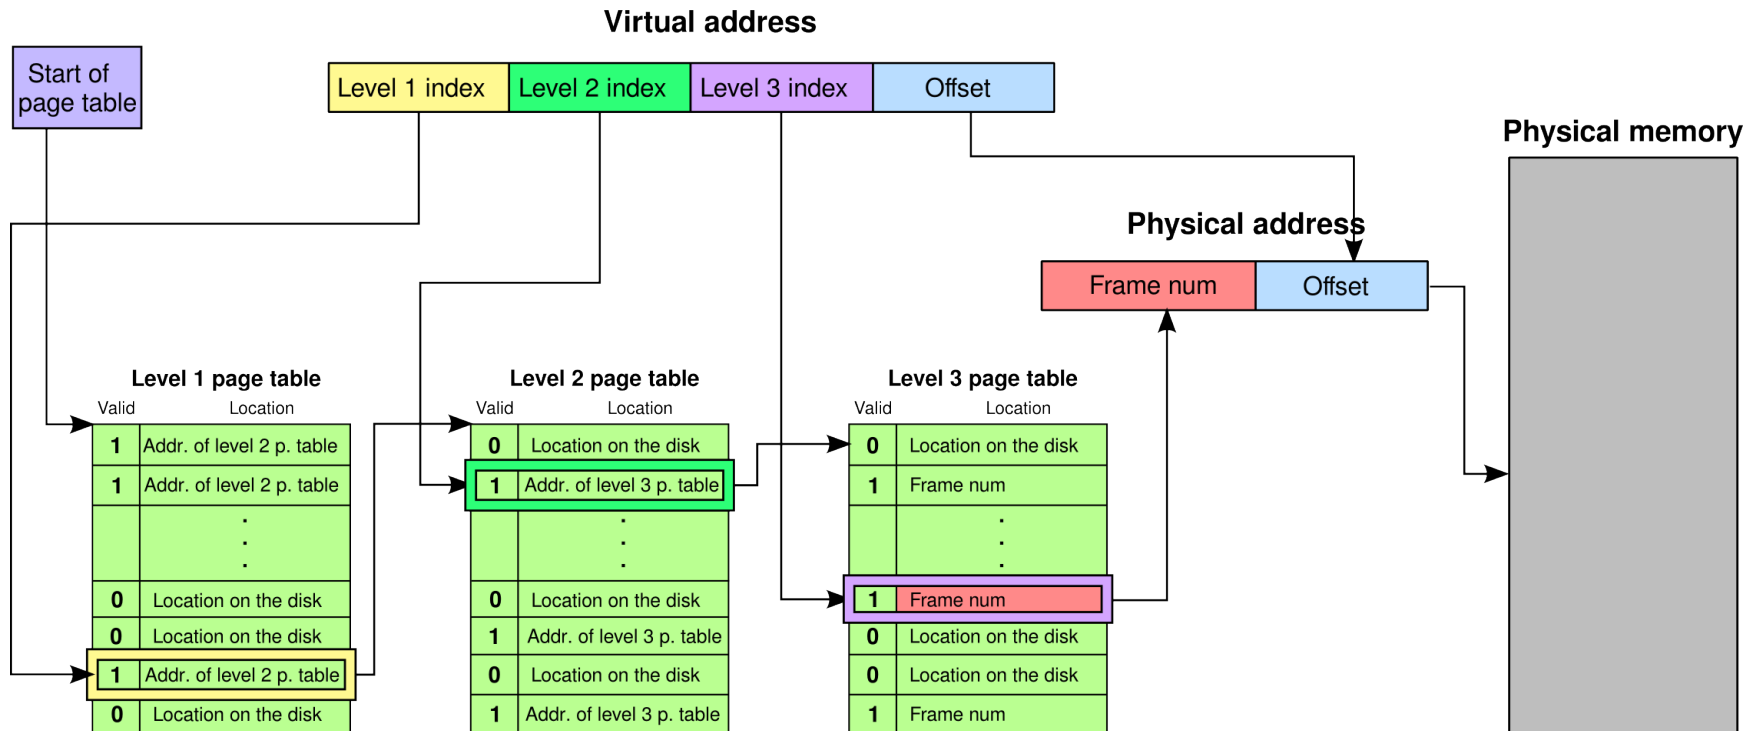 Virtual address
Start of
page table
Level 1 index Level 2 index Level 3 index Offset
Physical memory
Physical address
Frame num Offset
Level 1 page table
Valid Location
1 Addr. of level 2 p. table
1 Addr. of level 2 p. table
.
.
.
0 Location on the disk
0 Location on the disk
1 Addr. of level 2 p. table
0 Location on the disk
Level 2 page table
Valid Location
0 Location on the disk
1 Addr. of level 3 p. table
.
.
.
0 Location on the disk
1 Addr. of level 3 p. table
0 Location on the disk
1 Addr. of level 3 p. table
Level 3 page table
Valid Location
0 Location on the disk
1 Frame num
.
.
.
1 Frame num
0 Location on the disk
0 Location on the disk
1 Frame num